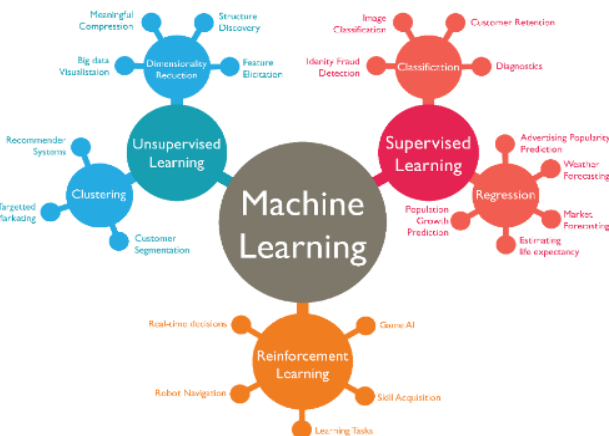 Meaningful
Compression
Structure
Discovery
Big data
Visualistaion
Dimensionality
Reduction
Feature
Elicitation
Unsupervised
Learning
Recommender
Systems
Clustering
Targetted
Marketing
Customer
Segmentation
Machine
Learning
Image
Classification
Customer Retention
Idenity Fraud
Detection
Classification
Diagnostics
Supervised
Learning
Advertising Popularity
Prediction
Weather
Forecasting
Regression
Population
Growth
Prediction
Market
Forecasting
Estimating
life expectancy
Real-time decisions
Game AI
Reinforcement
Learning
Robot Navigation
Skill Acquisition
Learning Tasks